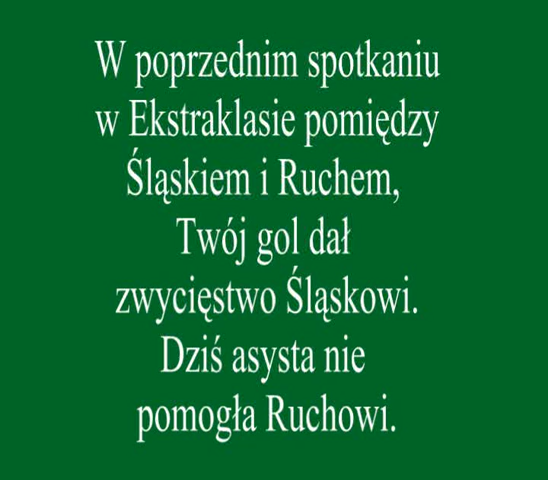 W poprzednim spotkaniu
w Ekstraklasie pomiędzy
Śląskiem i Ruchem,
Twój gol dał
zwycięstwo Śląskowi.
Dziś asysta nie
pomogła Ruchowi.